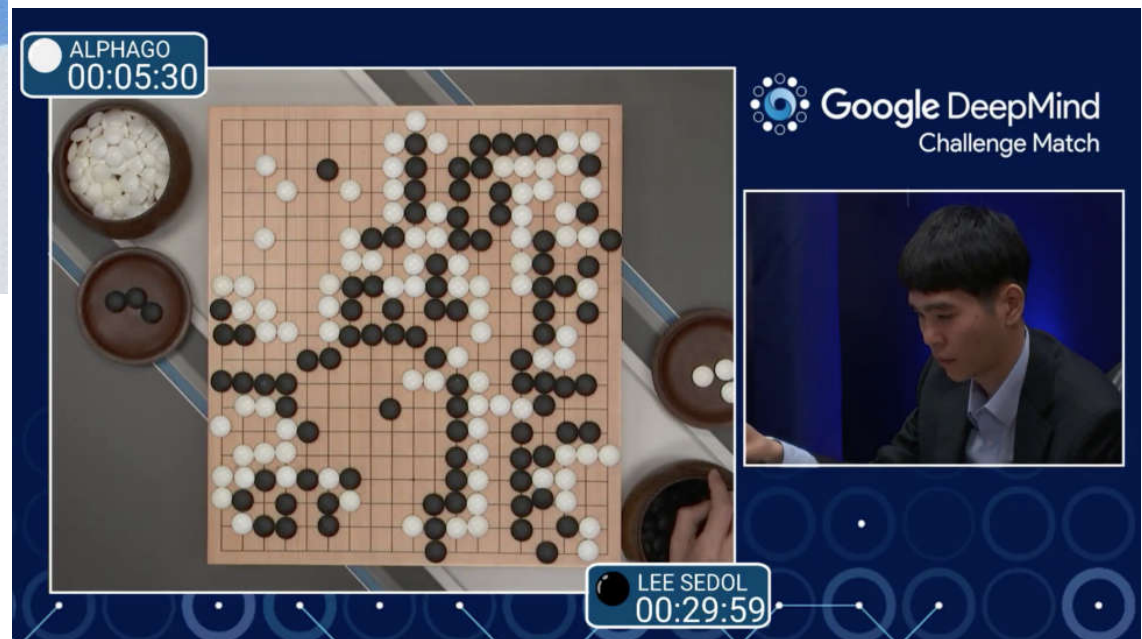 ALPHAGO
00:05:30
Google DeepMind
Challenge Match
LEE SEDOL
00:29:59